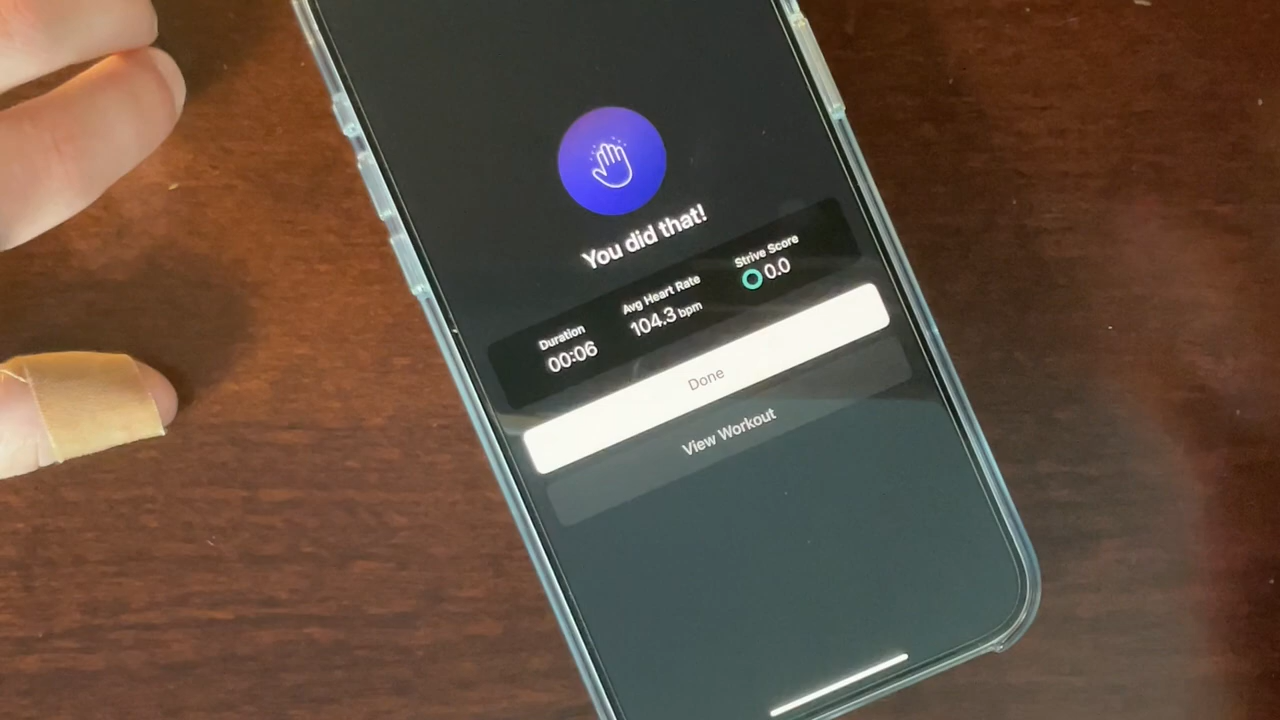 You did that!
Duration
00:06
Avg Heart Rate
104.3 bpm
Strive Score
0.0
Done
View Workout